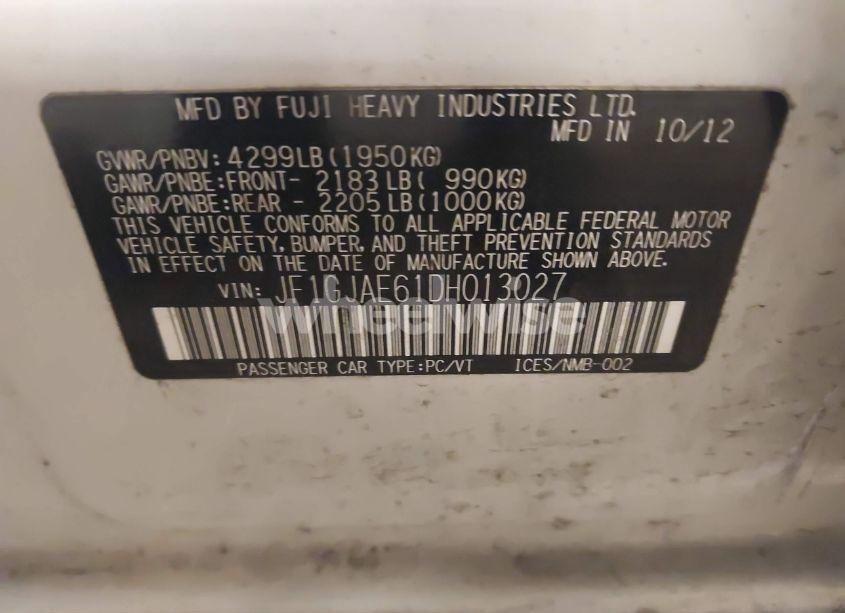 MFD BY FUJI HEAVY INDUSTRIES LTD.
MFD IN 10/12
GVWR/PNBV: 4299LB(1950KG)
GAWR/PNBE:FRONT- 2183LB( 990KG)
GAWR/PNBE:REAR - 2205LB(1000KG)
THIS VEHICLE CONFORMS TO ALL APPLICABLE FEDERAL MOTOR
VEHICLE SAFETY, BUMPER, AND THEFT PREVENTION STANDARDS
IN EFFECT ON THE DATE OF MANUFACTURE SHOWN ABOVE.
VIN: JF1GJAE61DH013027
wheelwise
PASSENGER CAR TYPE:PC/VT ICES/NMB-002